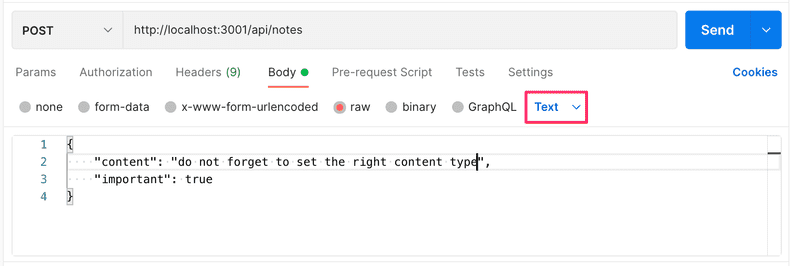 POST http://localhost:3001/api/notes Send
Params Authorization Headers (9) Body Pre-request Script Tests Settings Cookies
none form-data x-www-form-urlencoded raw binary GraphQL Text
1 {
2 "content": "do not forget to set the right content type",
3 "important": true
4 }